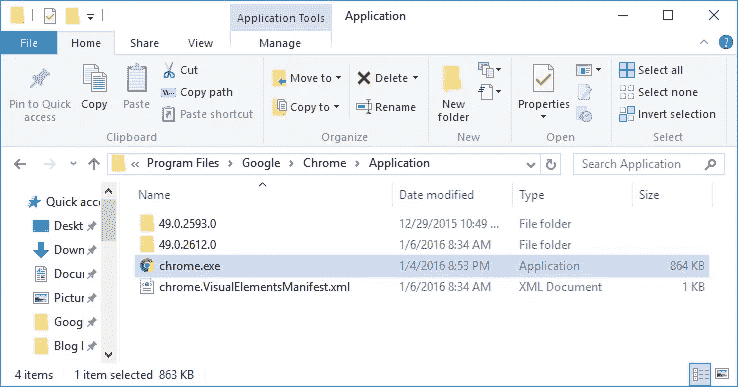 Application Tools Application
File Home Share View Manage
Pin to Quick access
Copy
Paste
Cut
Copy path
Paste shortcut
Clipboard
Move to
Copy to
Delete
Rename
Organize
New folder
New
Properties
Open
Select all
Select none
Invert selection
Select
« Program Files > Google > Chrome > Application
Search Application
Name Date modified Type Size
49.0.2593.0 12/29/2015 10:49 ... File folder
49.0.2612.0 1/6/2016 8:34 AM File folder
chrome.exe 1/4/2016 8:53 PM Application 864 KB
chrome.VisualElementsManifest.xml 1/6/2016 8:34 AM XML Document 1 KB
Quick acc
Deskt
Down
Docu
Pictur
Goog
Blog I
4 items 1 item selected 863 KB